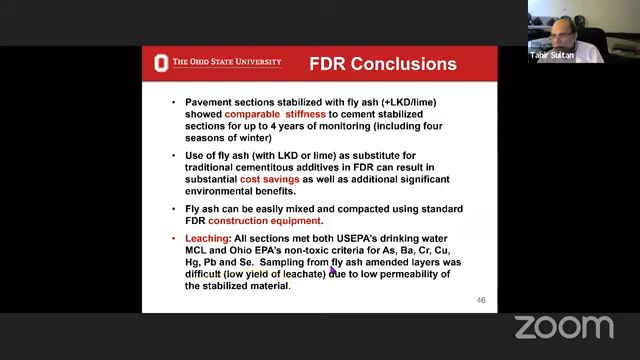 THE OHIO STATE UNIVERSITY
FDR Conclusions
Tahir Sultan
• Pavement sections stabilized with fly ash (+LKD/lime)
showed comparable stiffness to cement stabilized
sections for up to 4 years of monitoring (including four
seasons of winter)
• Use of fly ash (with LKD or lime) as substitute for
traditional cementitous additives in FDR can result in
substantial cost savings as well as additional significant
environmental benefits.
• Fly ash can be easily mixed and compacted using standard
FDR construction equipment.
• Leaching: All sections met both USEPA's drinking water
MCL and Ohio EPA's non-toxic criteria for As, Ba, Cr, Cu,
Hg, Pb and Se. Sampling from fly ash amended layers was
difficult (low yield of leachate) due to low permeability of
the stabilized material.
46
zoom